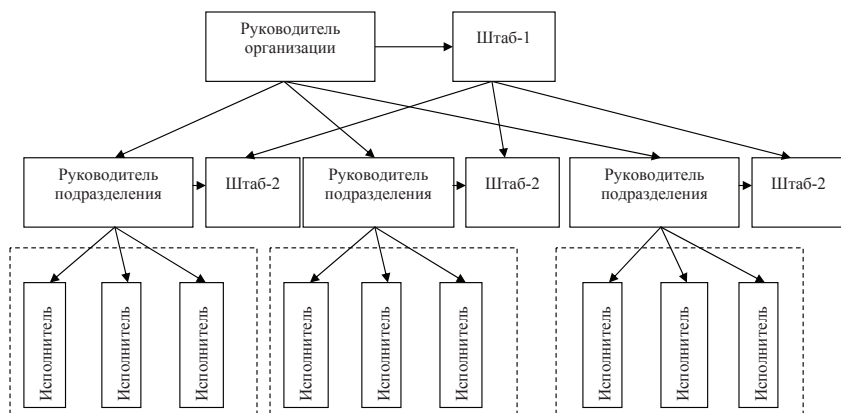 Руководитель
организации
Штаб-1
Руководитель
подразделения
Штаб-2
Руководитель
подразделения
Штаб-2
Руководитель
подразделения
Штаб-2
Исполнитель
Исполнитель
Исполнитель
Исполнитель
Исполнитель
Исполнитель
Исполнитель
Исполнитель
Исполнитель